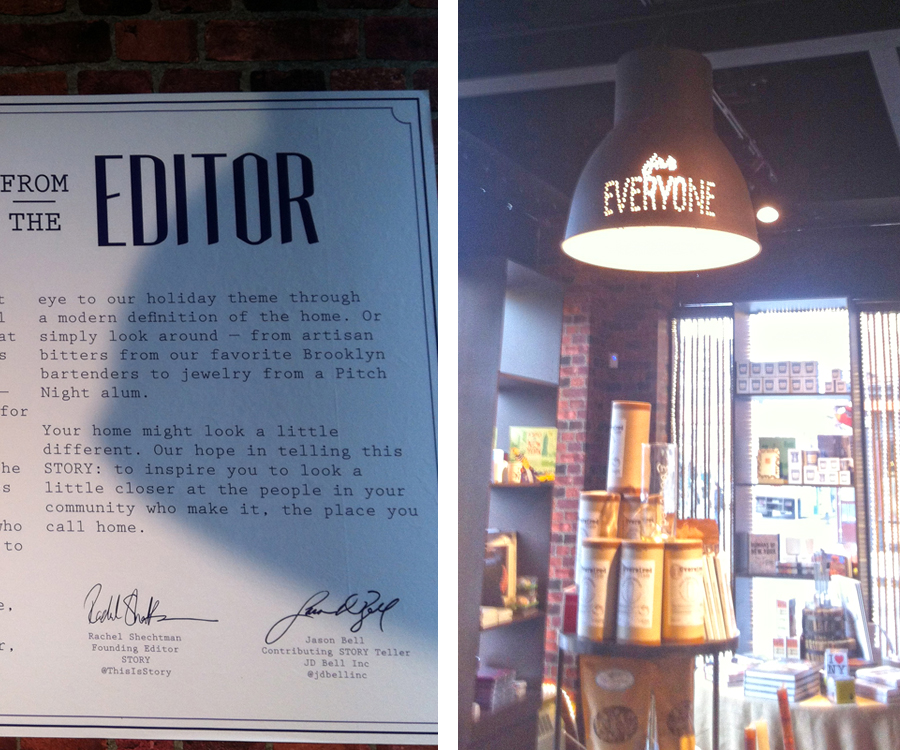 FROM
THE
EDITOR
eye to our holiday theme through
a modern definition of the home. Or
simply look around — from artisan
bitters from our favorite Brooklyn
bartenders to jewelry from a Pitch
Night alum.
Your home might look a little
different. Our hope in telling this
STORY: to inspire you to look a
little closer at the people in your
community who make it, the place you
call home.
Rachel Shechtman
Founding Editor
STORY
@ThisIsStory
Jason Bell
Contributing STORY Teller
JD Bell Inc
@jdbellinc
for
EVERYONE
I ♥
NY